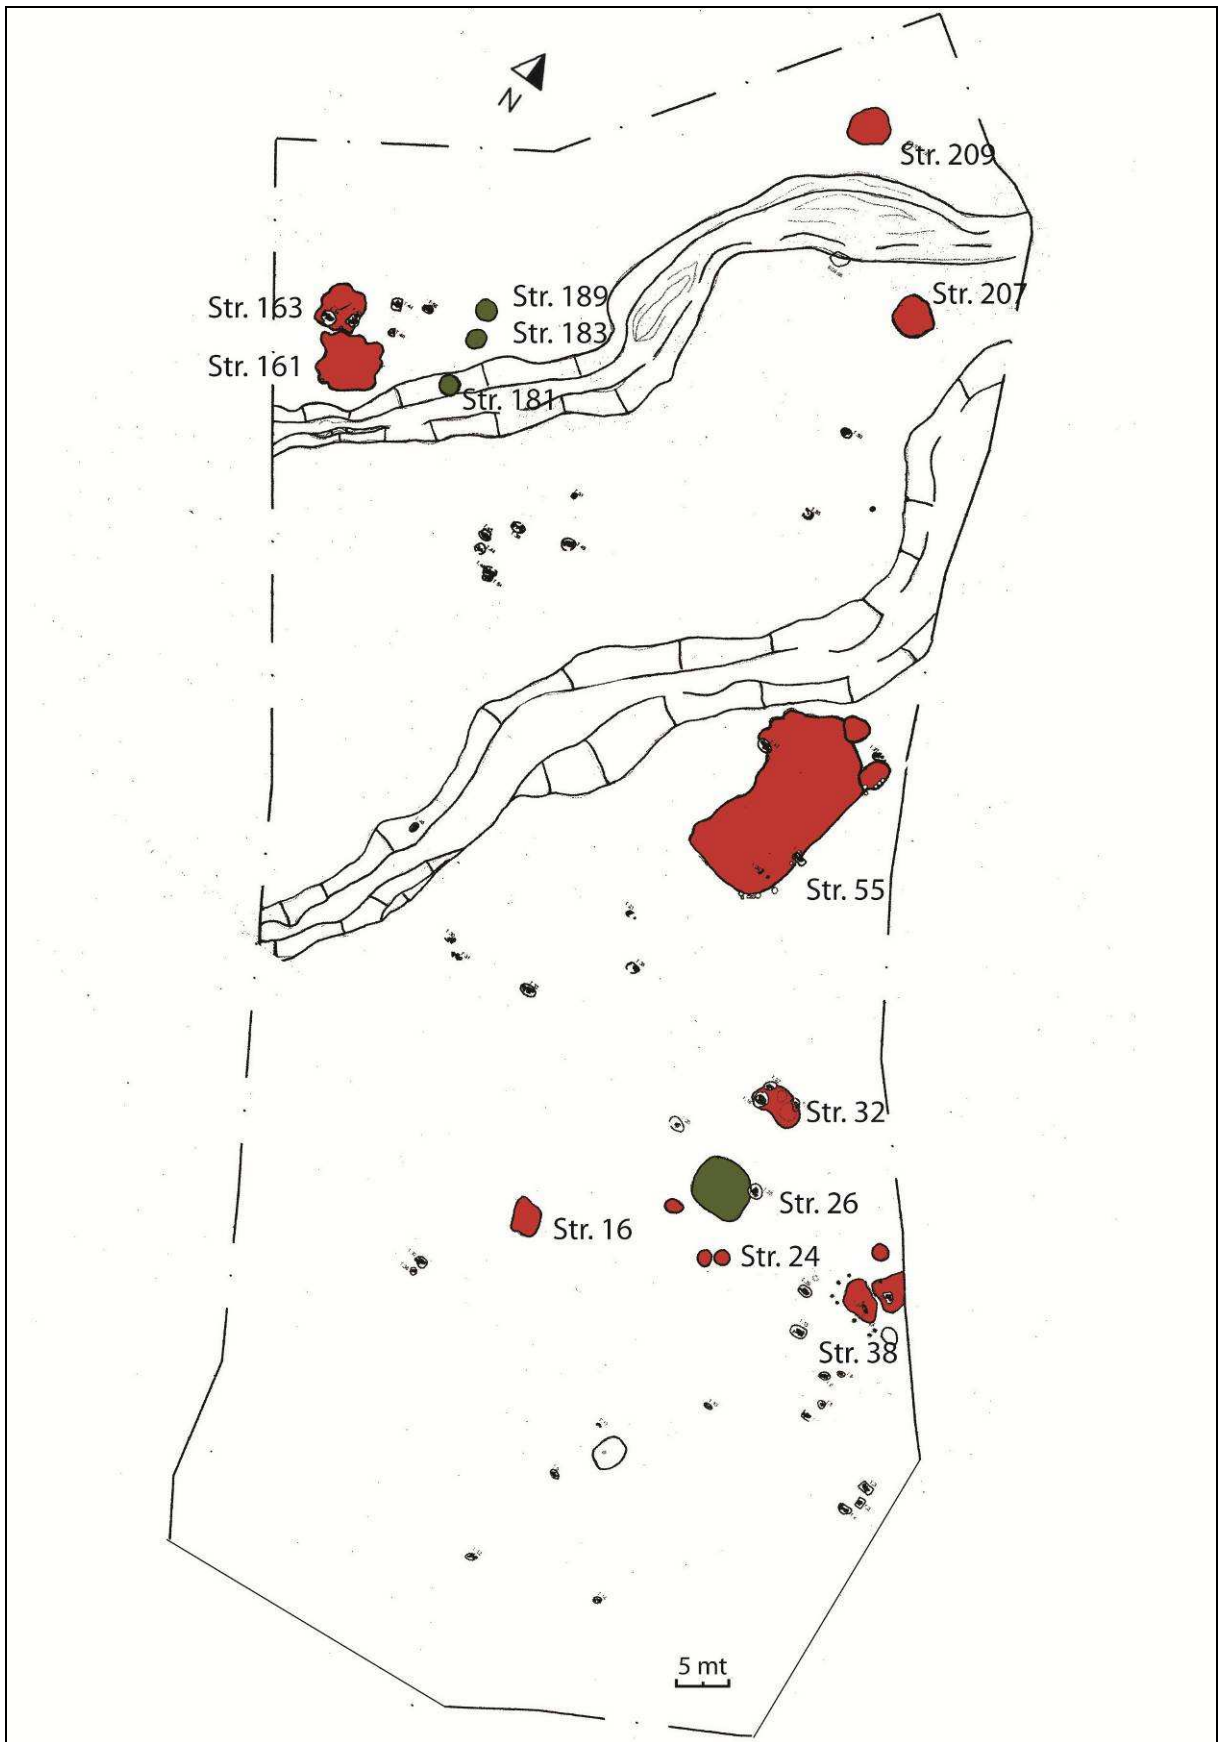 N
Str. 209
Str. 163
Str. 189
Str. 207
Str. 183
Str. 161
Str. 181
Str. 55
Str. 32
Str. 26
Str. 16
Str. 24
Str. 38
5 mt